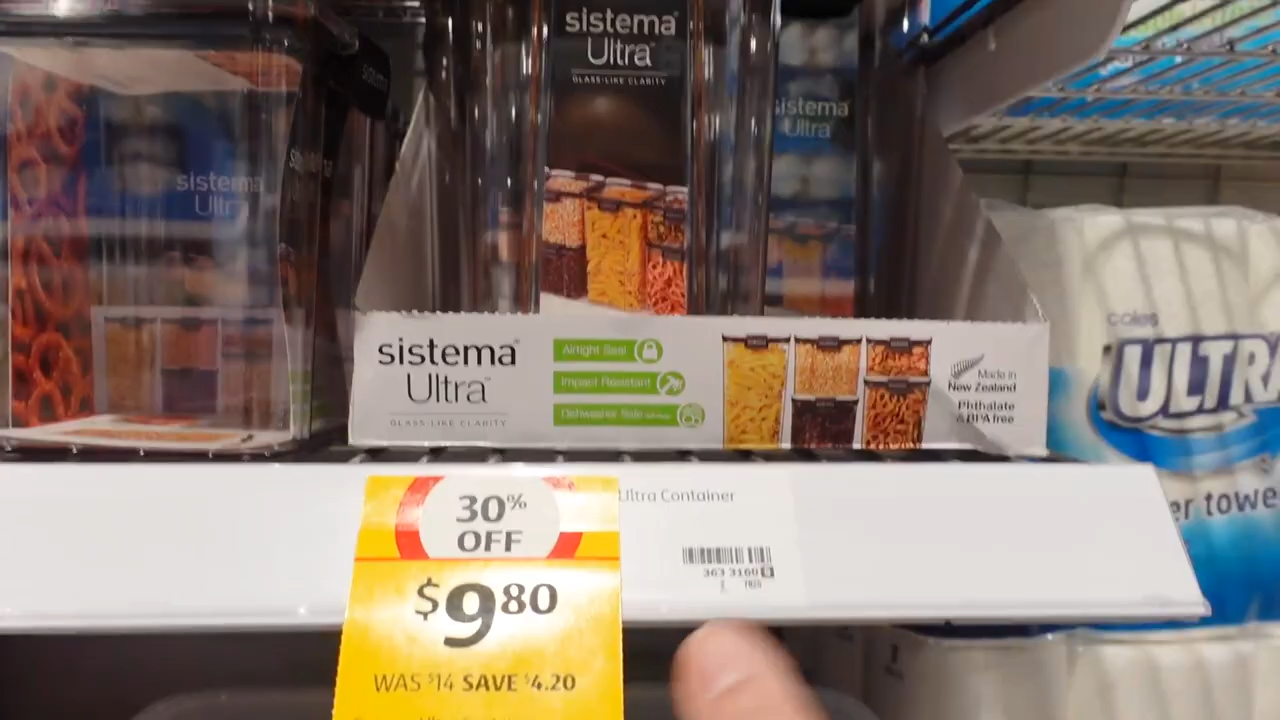 sistema
Ultra
GLASS-LIKE CLARITY
sistema
Ultra
sistema
Ultra
sistema
Ultra
GLASS-LIKE CLARITY
Airtight Seal
Impact Resistant
Dishwasher Safe
Made in
New Zealand
Phthalate
& BPA free
coles
ULTRA
er towe
30% OFF
$9.80
WAS $14 SAVE $4.20
Ultra Container
363 3160